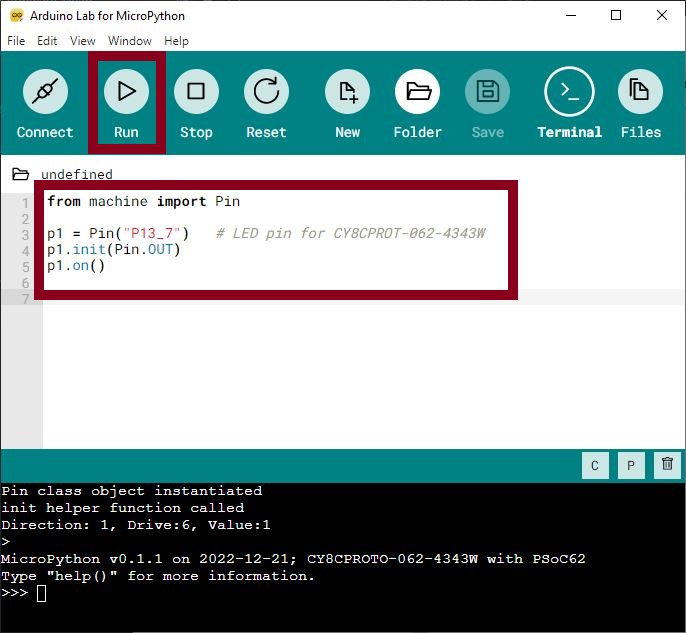 Arduino Lab for MicroPython
File Edit View Window Help
Connect Run Stop Reset New Folder Save Terminal Files
undefined
1 from machine import Pin
2
3 p1 = Pin("P13_7")   # LED pin for CY8CPROT-062-4343W
4 p1.init(Pin.OUT)
5 p1.on()
6
7
C P
Pin class object instantiated
init helper function called
Direction: 1, Drive:6, Value:1
>
MicroPython v0.1.1 on 2022-12-21; CY8CPROTO-062-4343W with PSoC62
Type "help()" for more information.
>>>